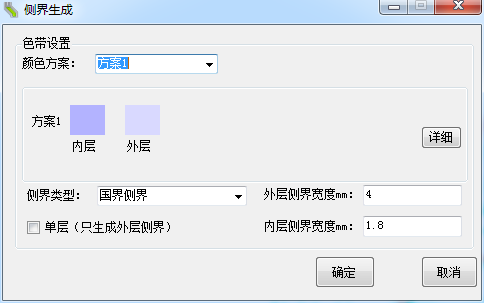 侧界生成
色带设置
颜色方案： 方案1
方案1
内层 外层
详细
侧界类型： 国界侧界 外层侧界宽度mm： 4
单层（只生成外层侧界） 内层侧界宽度mm： 1.8
确定 取消